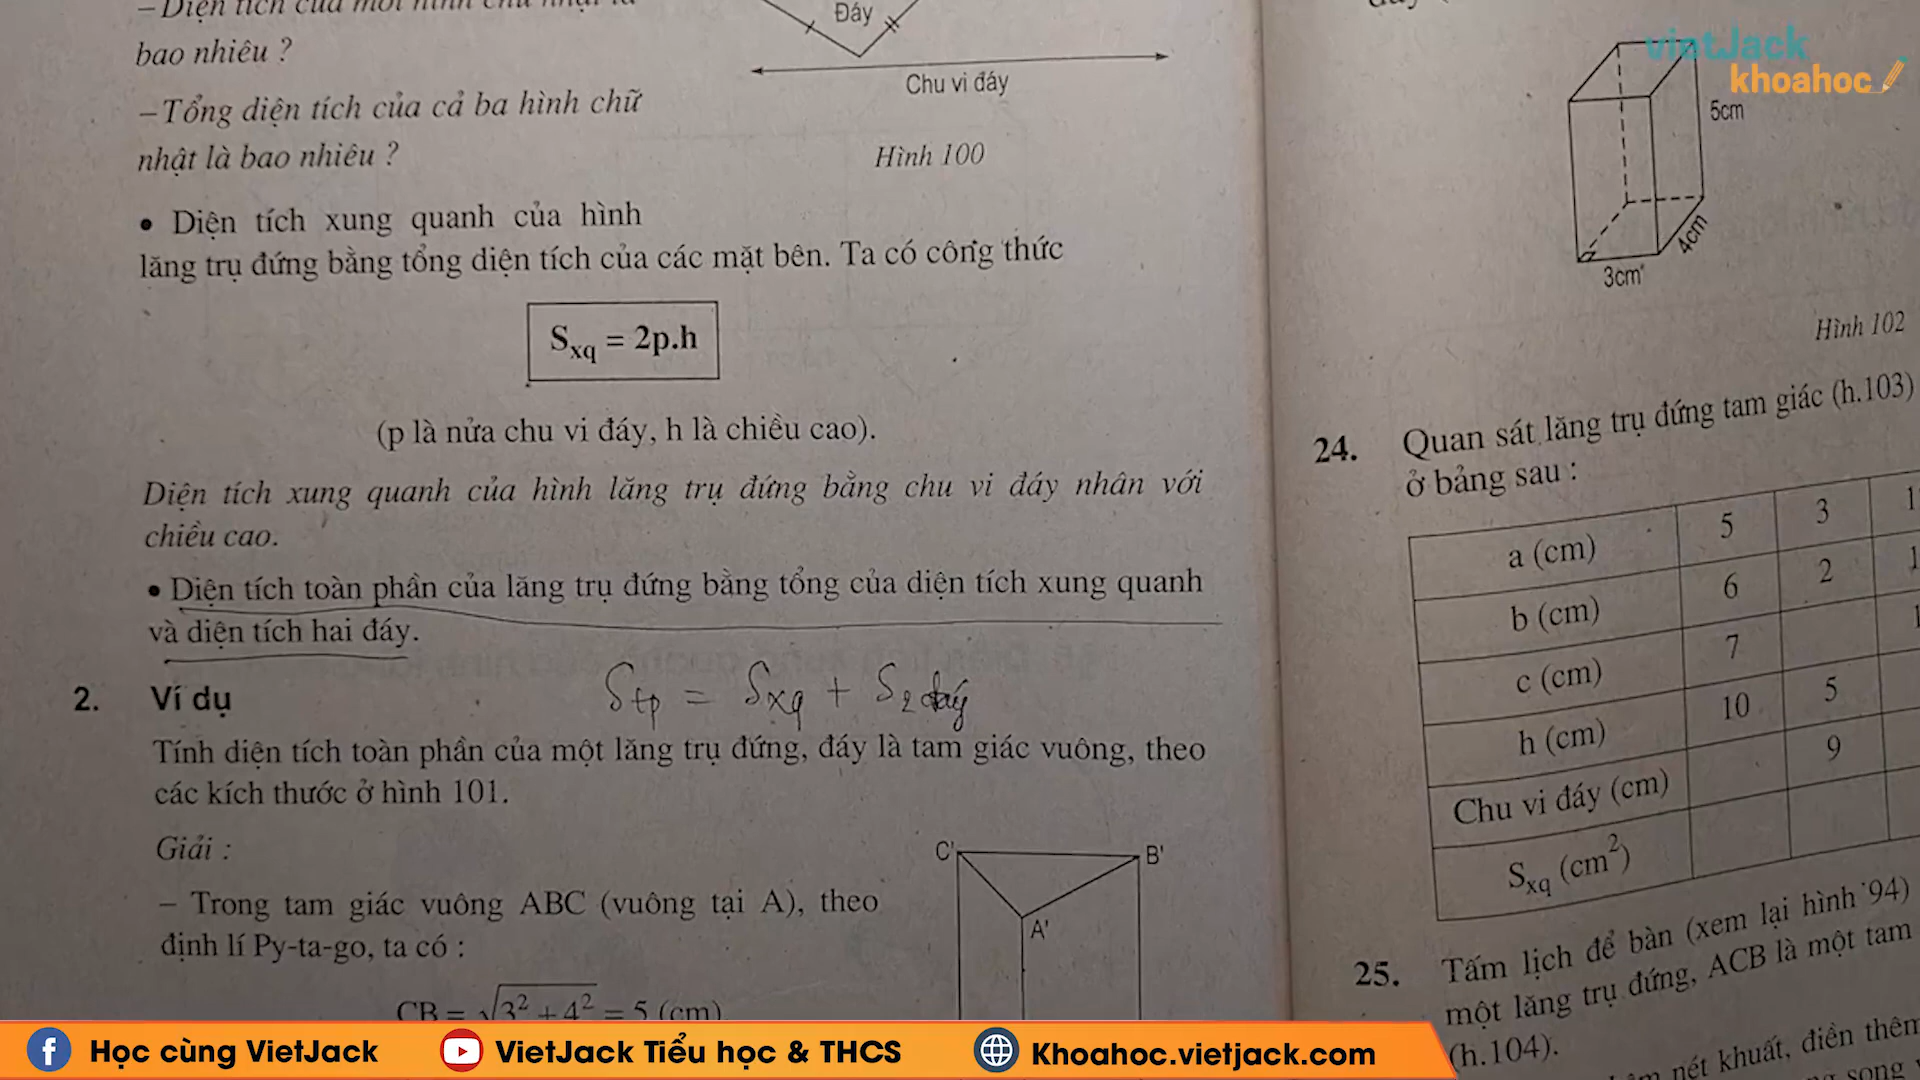 bao nhiêu ?
– Tổng diện tích của cả ba hình chữ
nhật là bao nhiêu ?
Đáy
Chu vi đáy
Hình 100
• Diện tích xung quanh của hình
lăng trụ đứng bằng tổng diện tích của các mặt bên. Ta có công thức
Sxq = 2p.h
(p là nửa chu vi đáy, h là chiều cao).
Diện tích xung quanh của hình lăng trụ đứng bằng chu vi đáy nhân với
chiều cao.
• Diện tích toàn phần của lăng trụ đứng bằng tổng của diện tích xung quanh
và diện tích hai đáy.
Stp = Sxq + S2 đáy
2. Ví dụ
Tính diện tích toàn phần của một lăng trụ đứng, đáy là tam giác vuông, theo
các kích thước ở hình 101.
Giải :
– Trong tam giác vuông ABC (vuông tại A), theo
định lí Py-ta-go, ta có :
CB = √3² + 4² = 5 (cm)
C' B'
A'
vietJack
khoahoc
5cm
4cm
3cm
Hình 102
24. Quan sát lăng trụ đứng tam giác (h.103)
ở bảng sau :
a (cm) 5 3
b (cm) 6 2
c (cm) 7
h (cm) 10 5
Chu vi đáy (cm) 9
Sxq (cm²)
25. Tấm lịch để bàn (xem lại hình 94)
một lăng trụ đứng, ACB là một tam
(h.104).
nét khuất, điền thêm
song
Học cùng VietJack
VietJack Tiểu học & THCS
Khoahoc.vietjack.com